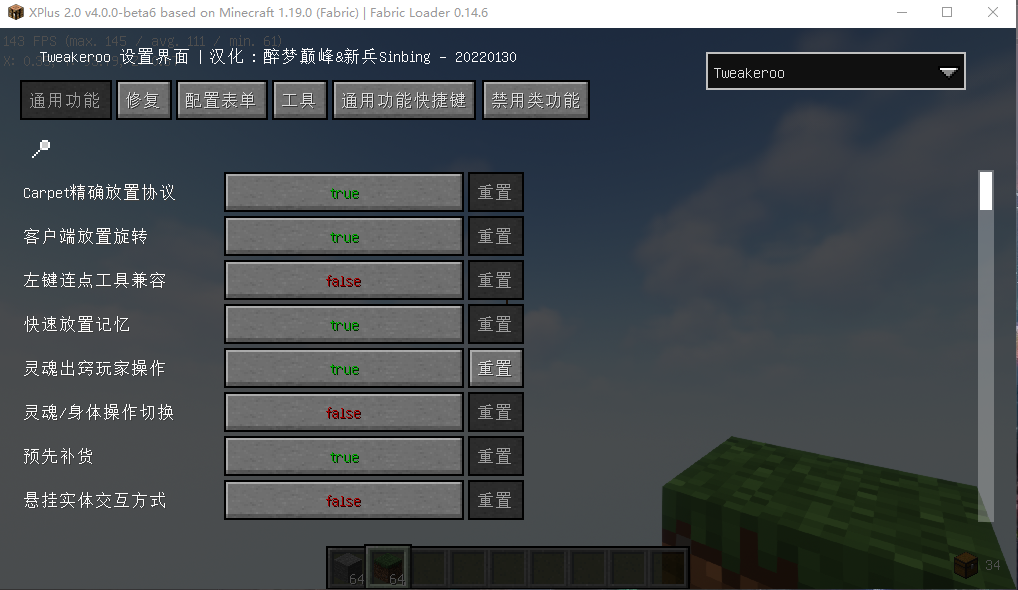 XPlus 2.0 v4.0.0-beta6 based on Minecraft 1.19.0 (Fabric) | Fabric Loader 0.14.6
143 FPS (max. 145 / avg. 111 / min. 61)
Tweakeroo 设置界面 | 汉化：醉梦巅峰&新兵Sinbing - 20220130
Tweakeroo
通用功能 修复 配置表单 工具 通用功能快捷键 禁用类功能
Carpet精确放置协议 true 重置
客户端放置旋转 true 重置
左键连点工具兼容 false 重置
快速放置记忆 true 重置
灵魂出窍玩家操作 true 重置
灵魂/身体操作切换 false 重置
预先补货 true 重置
悬挂实体交互方式 false 重置
64 64
34